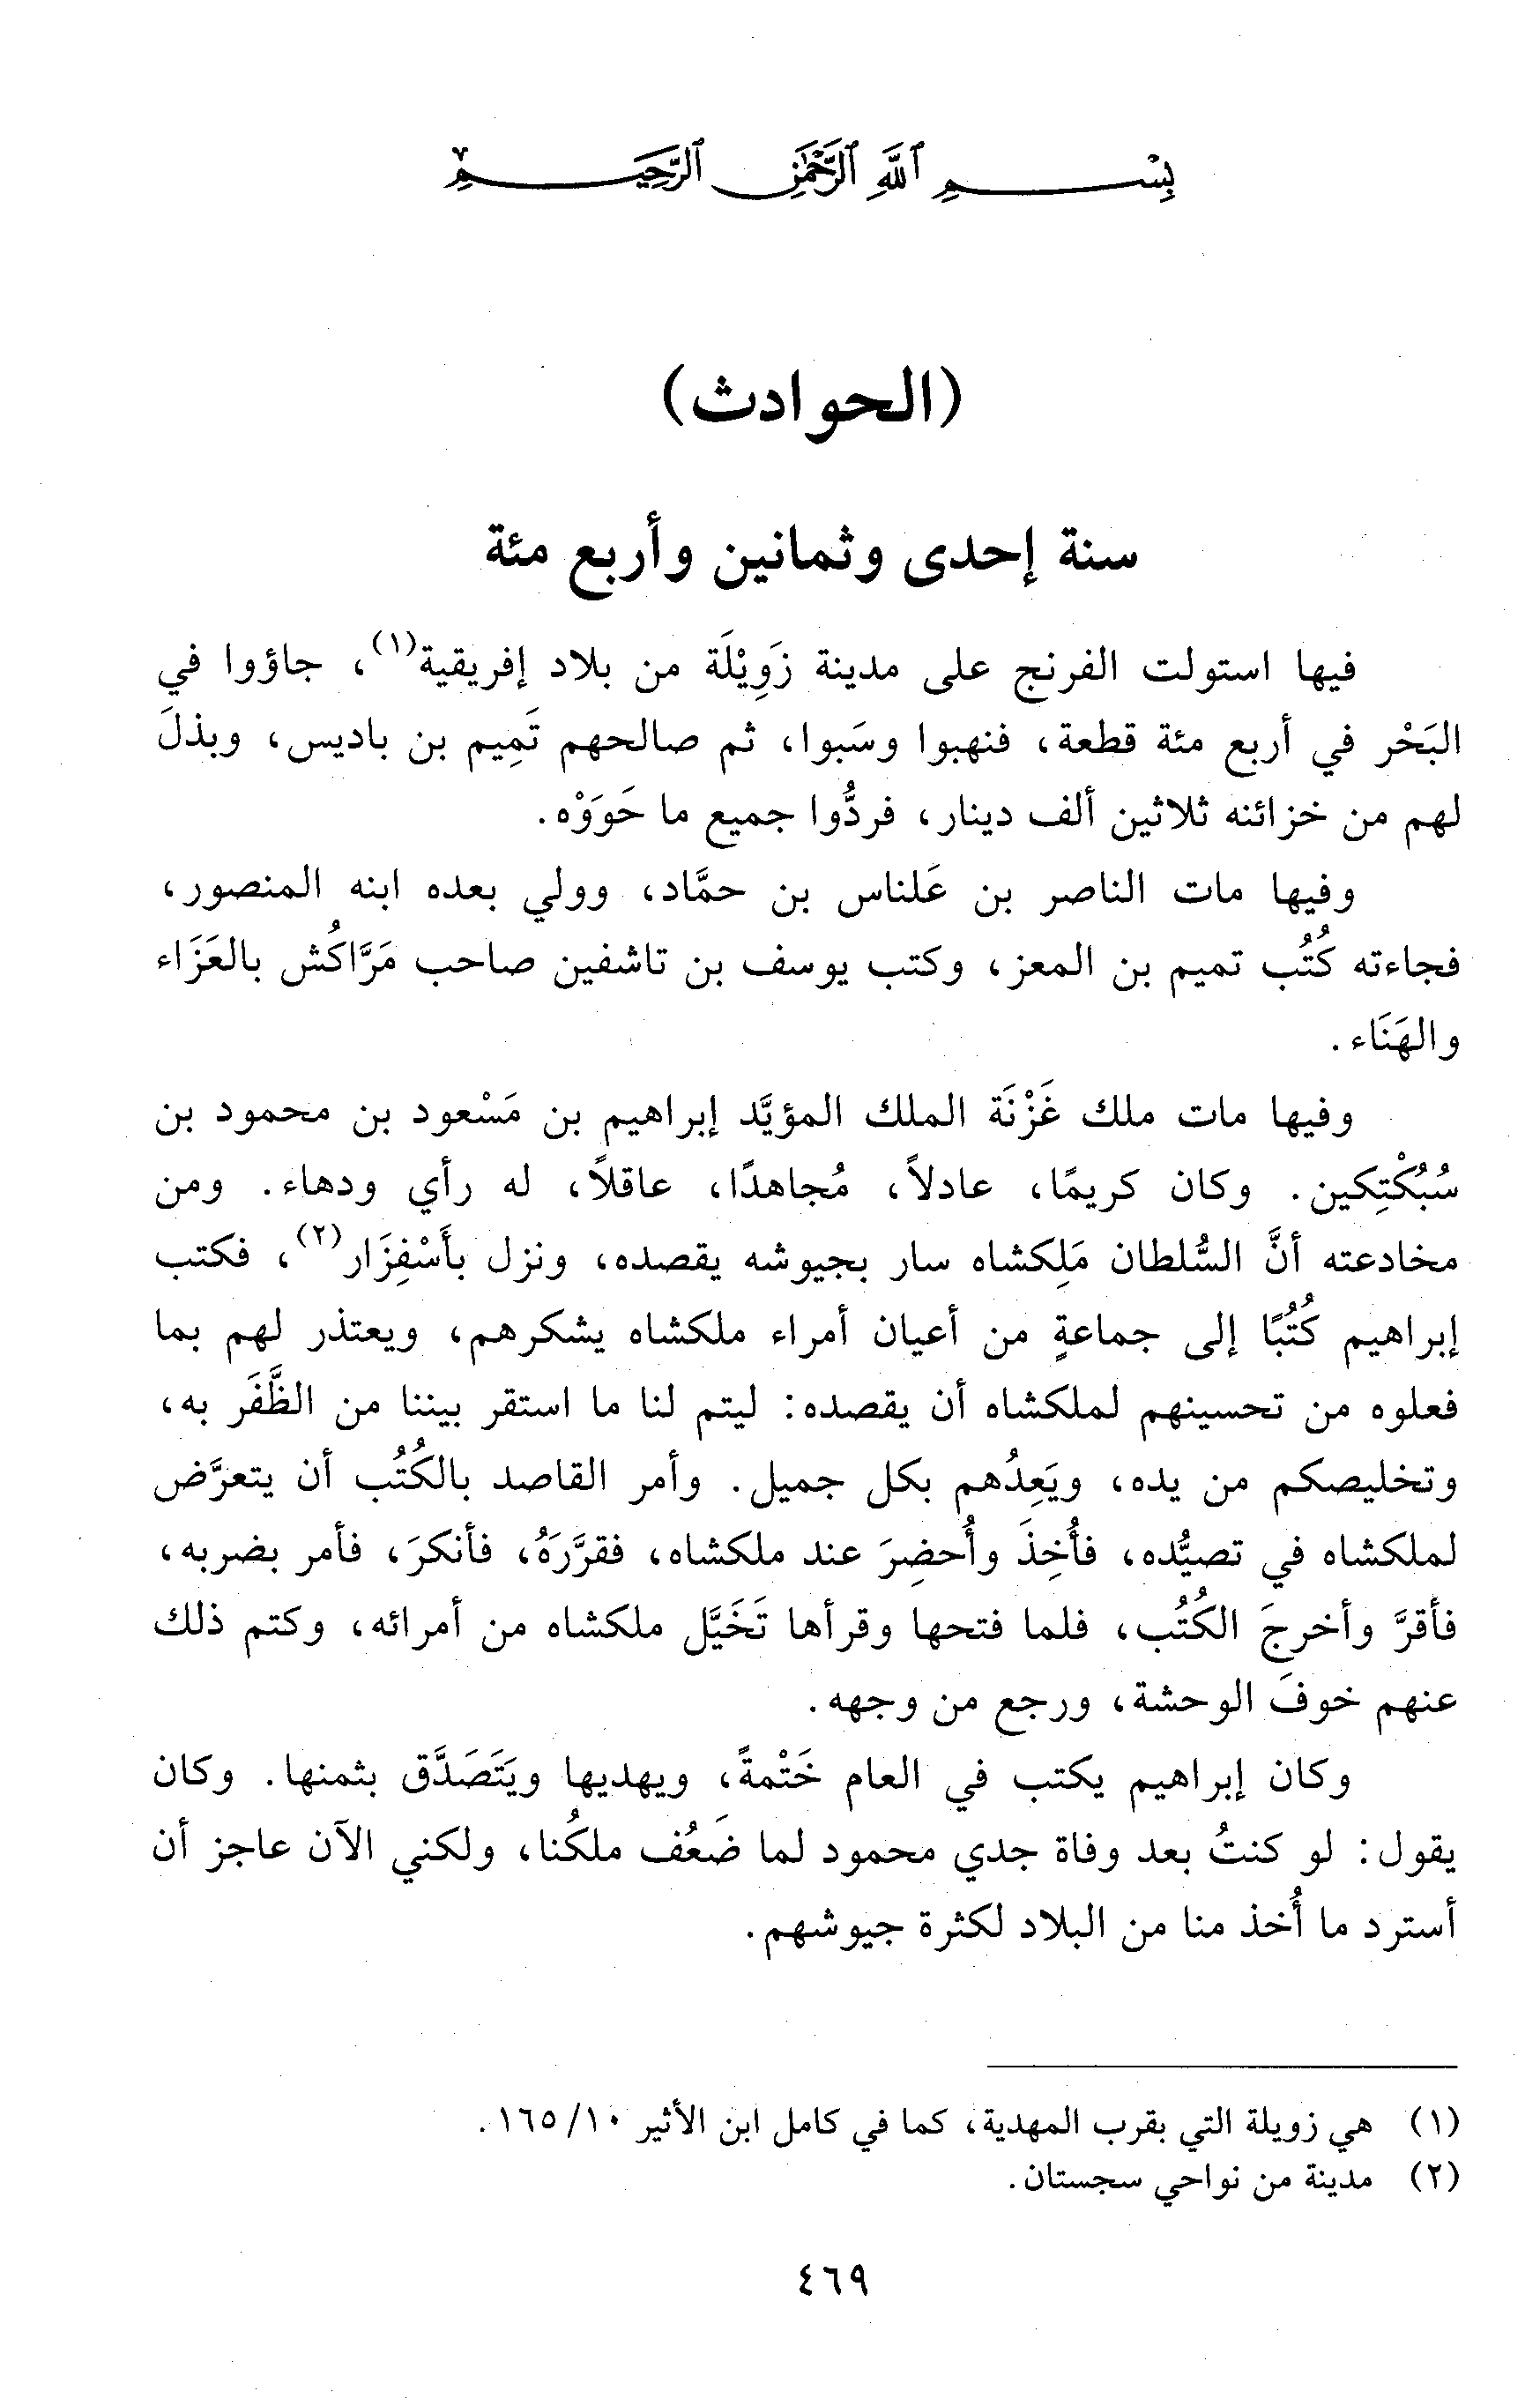 بِسْمِ ٱللَّهِ ٱلرَّحْمَٰنِ ٱلرَّحِيمِ
(الحوادث)
سنة إحدى وثمانين وأربع مئة
فيها استولت الفرنج على مدينة زَوِيْلَة من بلاد إفريقية(١)، جاؤوا في
البَحْر في أربع مئة قطعة، فنهبوا وسَبوا، ثم صالحهم تَمِيم بن باديس، وبذلَ
لهم من خزائنه ثلاثين ألف دينار، فردُّوا جميع ما حَوَوْه.
وفيها مات الناصر بن عَلناس بن حمَّاد، وولي بعده ابنه المنصور،
فجاءته كُتُب تميم بن المعز، وكتب يوسف بن تاشفين صاحب مَرَّاكُش بالعَزَاء
والهَنَاء.
وفيها مات ملك غَزْنَة الملك المؤيَّد إبراهيم بن مَسْعود بن محمود بن
سُبُكْتِكين. وكان كريمًا، عادلاً، مُجاهدًا، عاقلاً، له رأي ودهاء. ومن
مخادعته أنَّ السُّلطان مَلِكشاه سار بجيوشه يقصده، ونزل بأَسْفِزَار(٢)، فكتب
إبراهيم كُتُبًا إلى جماعةٍ من أعيان أمراء ملكشاه يشكرهم، ويعتذر لهم بما
فعلوه من تحسينهم لملكشاه أن يقصده: ليتم لنا ما استقر بيننا من الظَّفَر به،
وتخليصكم من يده، ويَعِدُهم بكل جميل. وأمر القاصد بالكُتُب أن يتعرَّض
لملكشاه في تصيُّده، فأُخِذَ وأُحضِرَ عند ملكشاه، فقرَّرَهُ، فأنكرَ، فأمر بضربه،
فأقرَّ وأخرجَ الكُتُب، فلما فتحها وقرأها تَخَيَّل ملكشاه من أمرائه، وكتم ذلك
عنهم خوفَ الوحشة، ورجع من وجهه.
وكان إبراهيم يكتب في العام خَتْمةً، ويهديها ويَتَصَدَّق بثمنها. وكان
يقول: لو كنتُ بعد وفاة جدي محمود لما ضَعُف ملكُنا، ولكني الآن عاجز أن
أسترد ما أُخذ منا من البلاد لكثرة جيوشهم.
(١) هي زويلة التي بقرب المهدية، كما في كامل ابن الأثير ١٠/ ١٦٥.
(٢) مدينة من نواحي سجستان.
٤٦٩